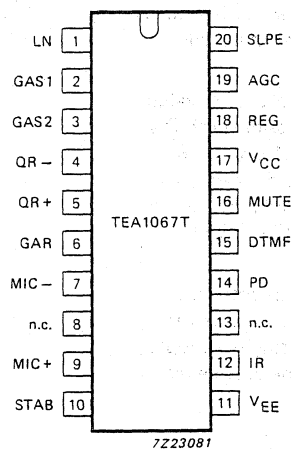 LN 1 20 SLPE
GAS1 2 19 AGC
GAS2 3 18 REG
QR − 4 17 VCC
QR + 5 16 MUTE
TEA1067T
GAR 6 15 DTMF
MIC − 7 14 PD
n.c. 8 13 n.c.
MIC + 9 12 IR
STAB 10 11 VEE
7Z23081